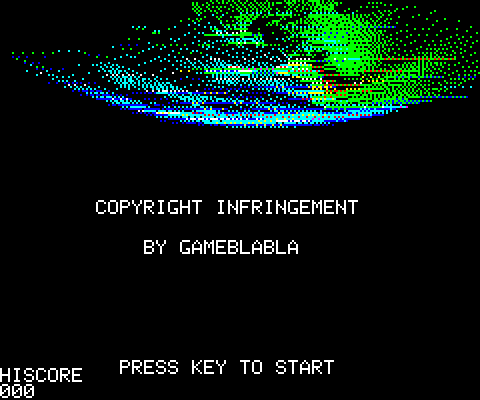 COPYRIGHT INFRINGEMENT
BY GAMEBLABLA
PRESS KEY TO START
HISCORE
000